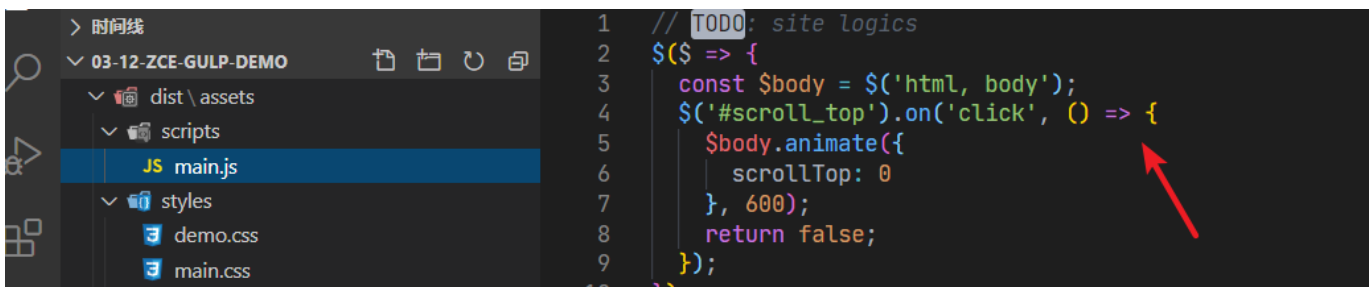 时间线
03-12-ZCE-GULP-DEMO
dist\assets
scripts
JS main.js
styles
demo.css
main.css
1 // TODO: site logics
2 $($ => {
3 const $body = $('html, body');
4 $('#scroll_top').on('click', () => {
5 $body.animate({
6 scrollTop: 0
7 }, 600);
8 return false;
9 });